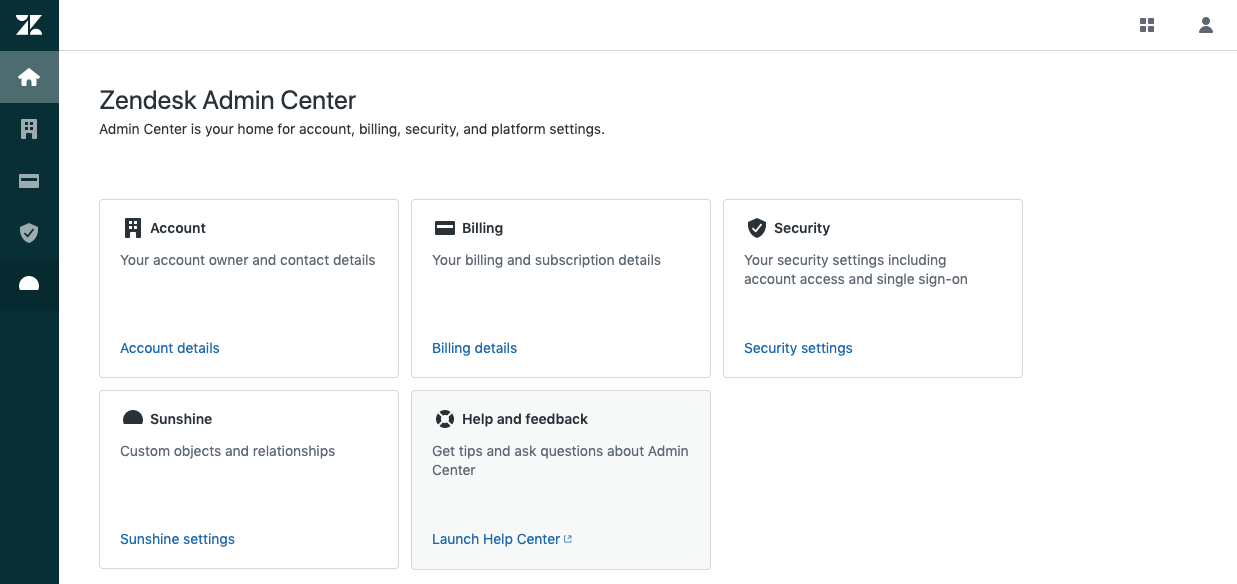 Zendesk Admin Center
Admin Center is your home for account, billing, security, and platform settings.
Account
Your account owner and contact details
Account details
Billing
Your billing and subscription details
Billing details
Security
Your security settings including
account access and single sign-on
Security settings
Sunshine
Custom objects and relationships
Sunshine settings
Help and feedback
Get tips and ask questions about Admin
Center
Launch Help Center